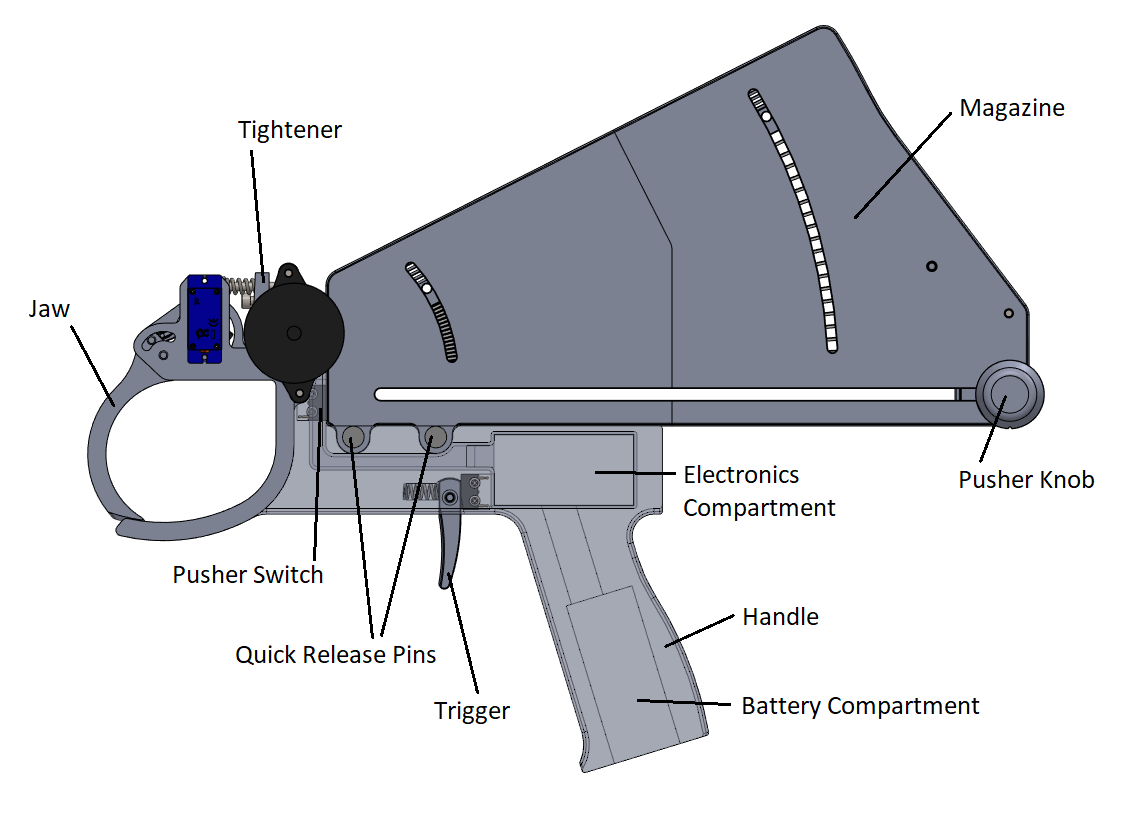 Tightener
Magazine
Jaw
Pusher Knob
Electronics
Compartment
Pusher Switch
Handle
Quick Release Pins
Trigger
Battery Compartment